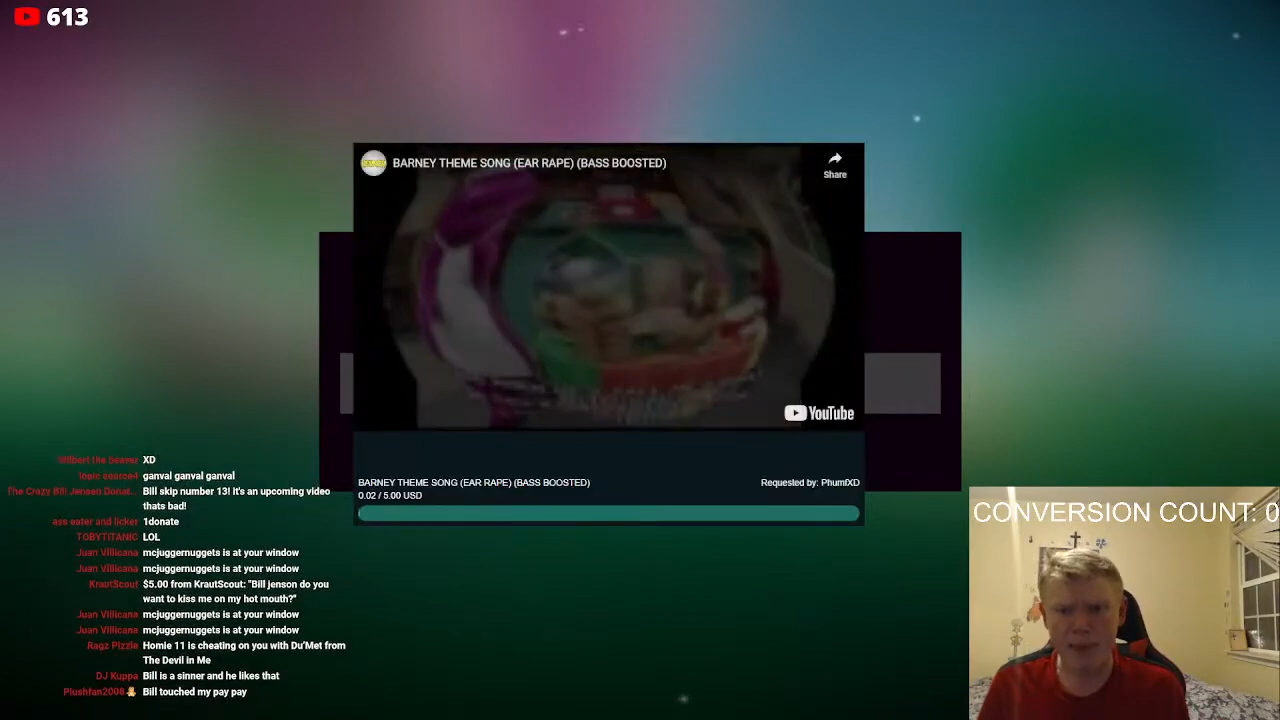 613
BARNEY THEME SONG (EAR RAPE) (BASS BOOSTED)
Share
YouTube
BARNEY THEME SONG (EAR RAPE) (BASS BOOSTED)
Requested by: PhumfXD
0.02 / 5.00 USD
XD
ganval ganval ganval
The Crazy Bill Jensen Donat... Bill skip number 13! it's an upcoming video
thats bad!
ass eater and licker 1donate
TOBYTITANIC LOL
Juan Villicana mcjuggernuggets is at your window
Juan Villicana mcjuggernuggets is at your window
KrautScout $5.00 from KrautScout: "Bill jenson do you
want to kiss me on my hot mouth?"
Juan Villicana mcjuggernuggets is at your window
Juan Villicana mcjuggernuggets is at your window
Ragz Pizzle Homie 11 is cheating on you with Du'Met from
The Devil in Me
DJ Kuppa Bill is a sinner and he likes that
Plushfan2008 Bill touched my pay pay
CONVERSION COUNT: 0